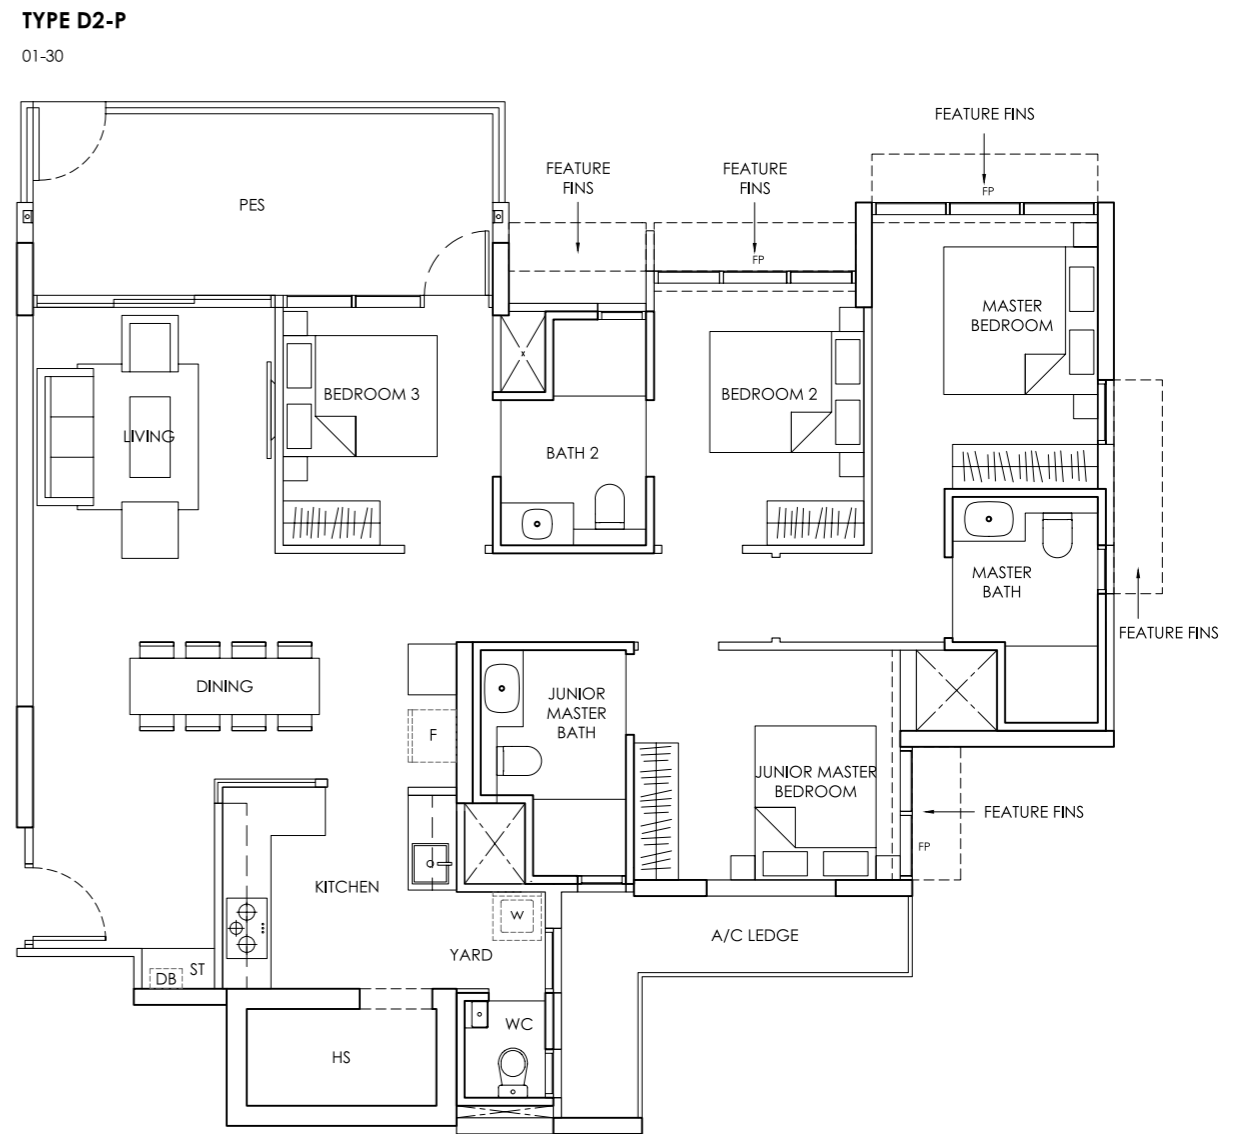 TYPE D2-P
01-30
FEATURE FINS
FP
FEATURE
FINS
FEATURE
FINS
FP
PES
MASTER
BEDROOM
BEDROOM 3
BEDROOM 2
LIVING
BATH 2
MASTER
BATH
FEATURE FINS
DINING
JUNIOR
MASTER
BATH
F
JUNIOR MASTER
BEDROOM
FEATURE FINS
FP
KITCHEN
W
A/C LEDGE
YARD
ST
DB
WC
HS